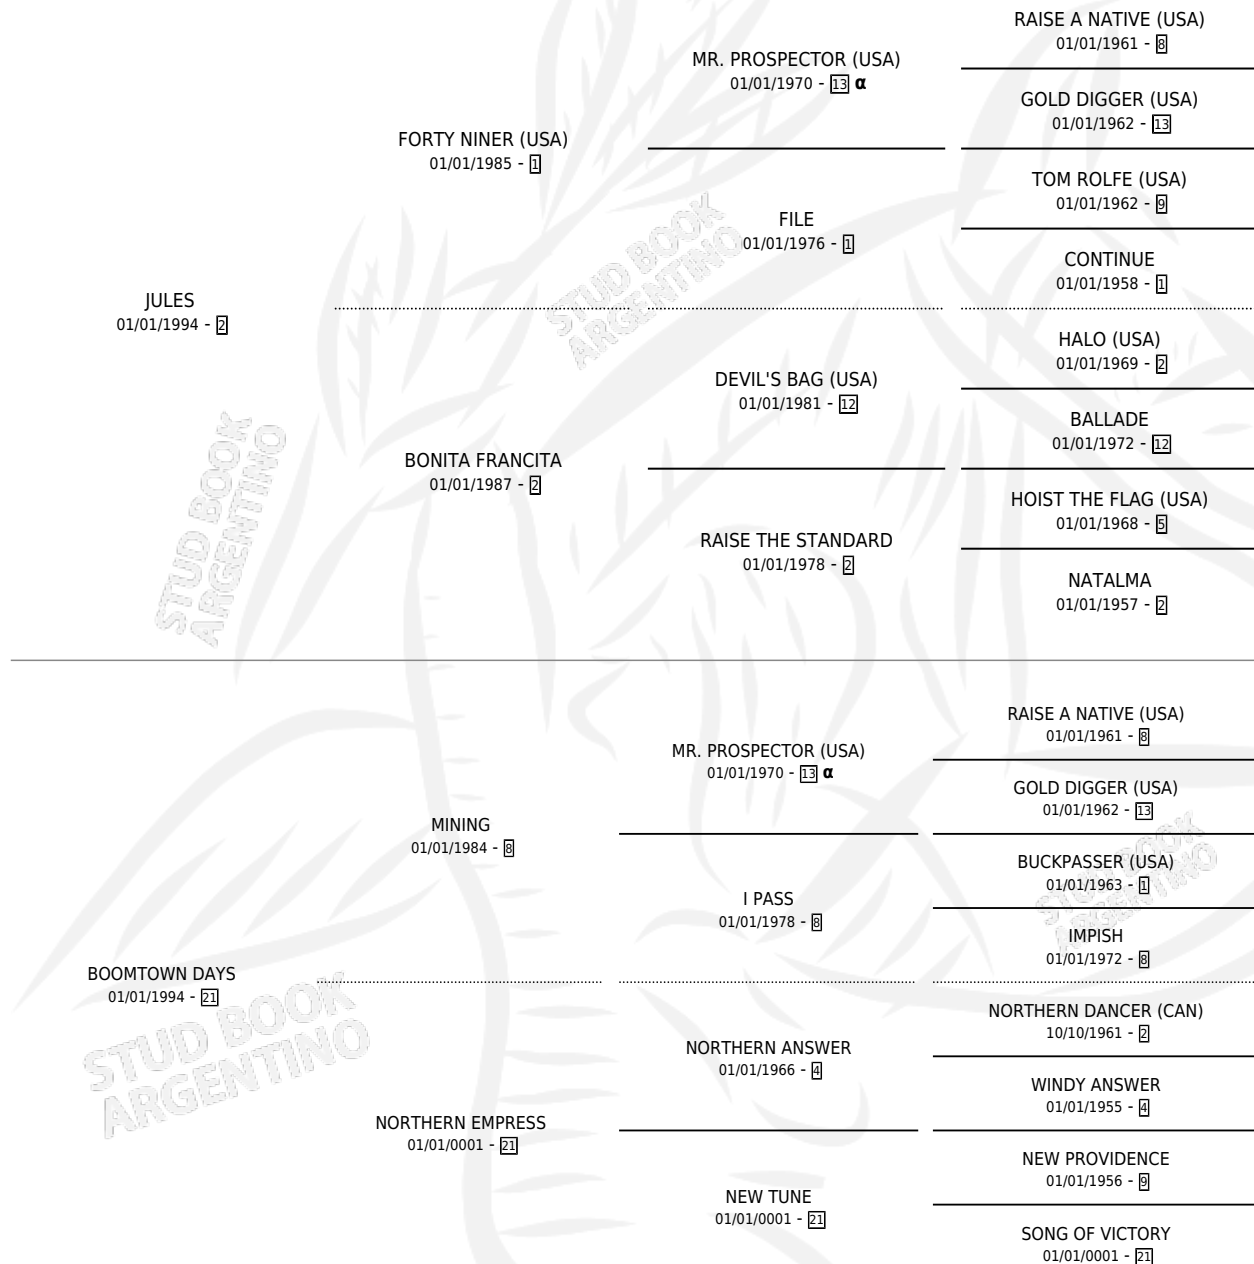 RAISE A NATIVE (USA)
01/01/1961 - 8
MR. PROSPECTOR (USA)
01/01/1970 - 13 α
GOLD DIGGER (USA)
01/01/1962 - 13
FORTY NINER (USA)
01/01/1985 - 1
TOM ROLFE (USA)
01/01/1962 - 9
FILE
01/01/1976 - 1
CONTINUE
01/01/1958 - 1
JULES
01/01/1994 - 2
HALO (USA)
01/01/1969 - 2
DEVIL'S BAG (USA)
01/01/1981 - 12
BALLADE
01/01/1972 - 12
BONITA FRANCITA
01/01/1987 - 2
HOIST THE FLAG (USA)
01/01/1968 - 5
RAISE THE STANDARD
01/01/1978 - 2
NATALMA
01/01/1957 - 2
RAISE A NATIVE (USA)
01/01/1961 - 8
MR. PROSPECTOR (USA)
01/01/1970 - 13 α
GOLD DIGGER (USA)
01/01/1962 - 13
MINING
01/01/1984 - 8
BUCKPASSER (USA)
01/01/1963 - 1
I PASS
01/01/1978 - 8
IMPISH
01/01/1972 - 8
BOOMTOWN DAYS
01/01/1994 - 21
NORTHERN DANCER (CAN)
10/10/1961 - 2
NORTHERN ANSWER
01/01/1966 - 4
WINDY ANSWER
01/01/1955 - 4
NORTHERN EMPRESS
01/01/0001 - 21
NEW PROVIDENCE
01/01/1956 - 9
NEW TUNE
01/01/0001 - 21
SONG OF VICTORY
01/01/0001 - 21
STUD BOOK
ARGENTINO
STUD BOOK
ARGENTINO
STUD BOOK
ARGENTINO
STUD BOOK
ARGENTINO